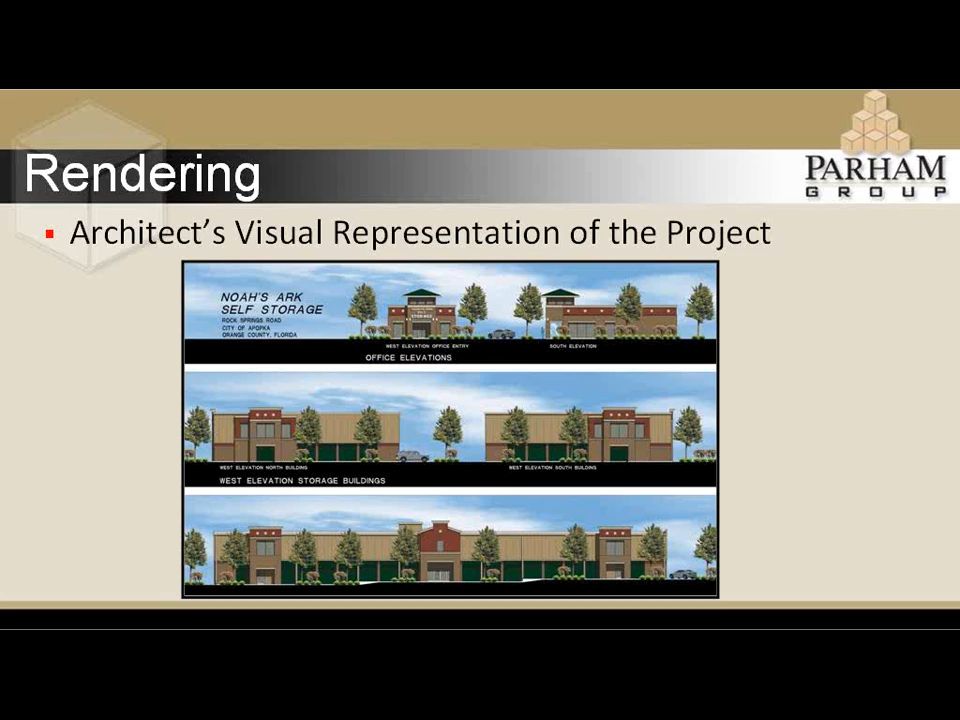 Rendering
PARHAM
GROUP
Architect's Visual Representation of the Project
NOAH'S ARK
SELF STORAGE
ROCK SPRINGS ROAD
CITY OF APOPKA
ORANGE COUNTY, FLORIDA
STORAGE
WEST ELEVATION OFFICE ENTRY
SOUTH ELEVATION
OFFICE ELEVATIONS
WEST ELEVATION NORTH BUILDING
WEST ELEVATION SOUTH BUILDING
WEST ELEVATION STORAGE BUILDINGS